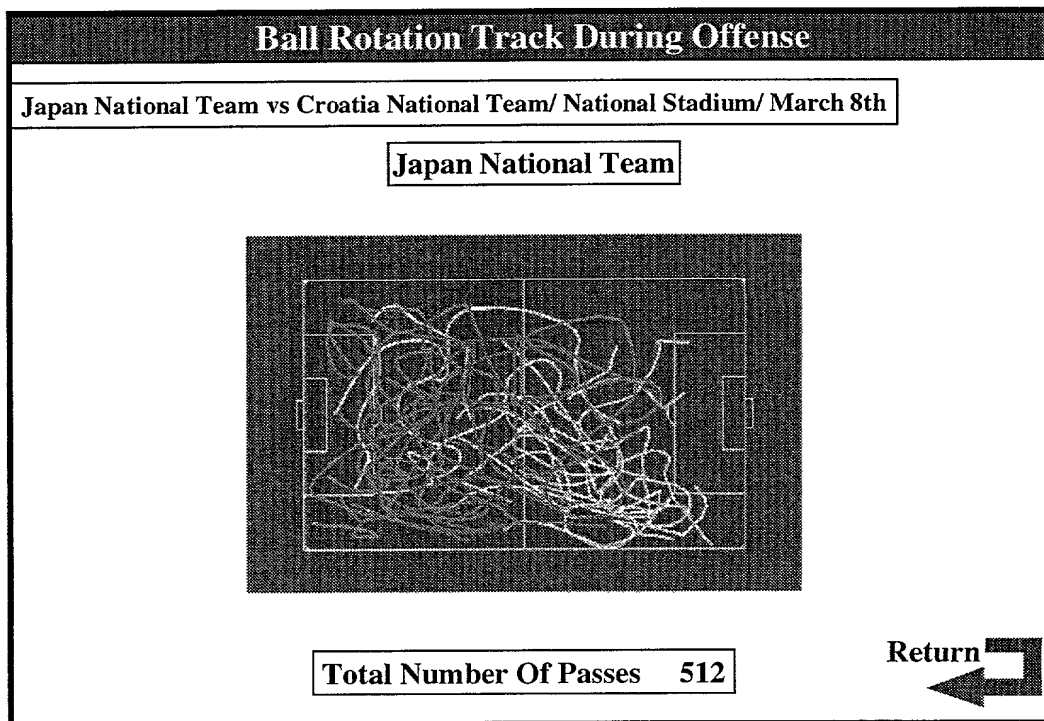 Ball Rotation Track During Offense
Japan National Team vs Croatia National Team/ National Stadium/ March 8th
Japan National Team
Total Number Of Passes 512
Return